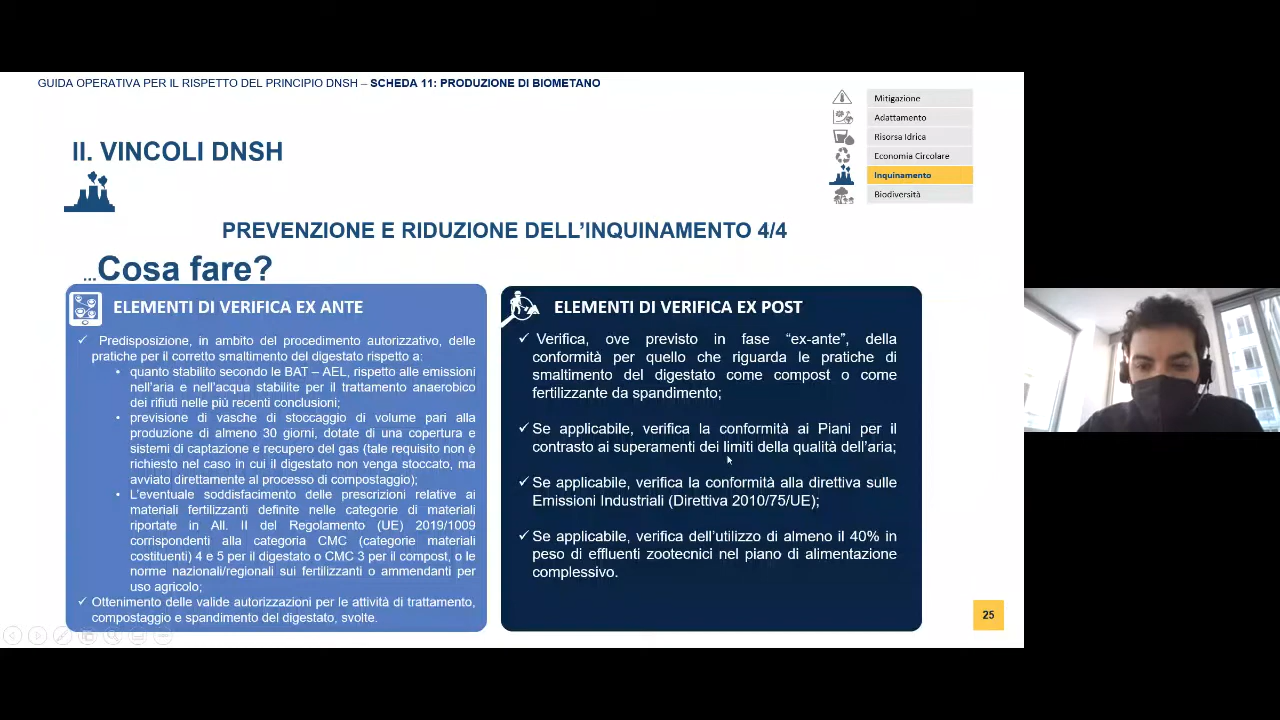 GUIDA OPERATIVA PER IL RISPETTO DEL PRINCIPIO DNSH – SCHEDA 11: PRODUZIONE DI BIOMETANO
Mitigazione
Adattamento
Risorsa Idrica
Economia Circolare
Inquinamento
Biodiversità
II. VINCOLI DNSH
PREVENZIONE E RIDUZIONE DELL'INQUINAMENTO 4/4
...Cosa fare?
ELEMENTI DI VERIFICA EX ANTE
✓ Predisposizione, in ambito del procedimento autorizzativo, delle
pratiche per il corretto smaltimento del digestato rispetto a:
• quanto stabilito secondo le BAT – AEL, rispetto alle emissioni
nell'aria e nell'acqua stabilite per il trattamento anaerobico
dei rifiuti nelle più recenti conclusioni;
• previsione di vasche di stoccaggio di volume pari alla
produzione di almeno 30 giorni, dotate di una copertura e
sistemi di captazione e recupero del gas (tale requisito non è
richiesto nel caso in cui il digestato non venga stoccato, ma
avviato direttamente al processo di compostaggio);
• L'eventuale soddisfacimento delle prescrizioni relative ai
materiali fertilizzanti definite nelle categorie di materiali
riportate in All. II del Regolamento (UE) 2019/1009
corrispondenti alla categoria CMC (categorie materiali
costituenti) 4 e 5 per il digestato o CMC 3 per il compost, o le
norme nazionali/regionali sui fertilizzanti o ammendanti per
uso agricolo;
✓ Ottenimento delle valide autorizzazioni per le attività di trattamento,
compostaggio e spandimento del digestato, svolte.
ELEMENTI DI VERIFICA EX POST
✓ Verifica, ove previsto in fase “ex-ante”, della
conformità per quello che riguarda le pratiche di
smaltimento del digestato come compost o come
fertilizzante da spandimento;
✓ Se applicabile, verifica la conformità ai Piani per il
contrasto ai superamenti dei limiti della qualità dell'aria;
✓ Se applicabile, verifica la conformità alla direttiva sulle
Emissioni Industriali (Direttiva 2010/75/UE);
✓ Se applicabile, verifica dell'utilizzo di almeno il 40% in
peso di effluenti zootecnici nel piano di alimentazione
complessivo.
25